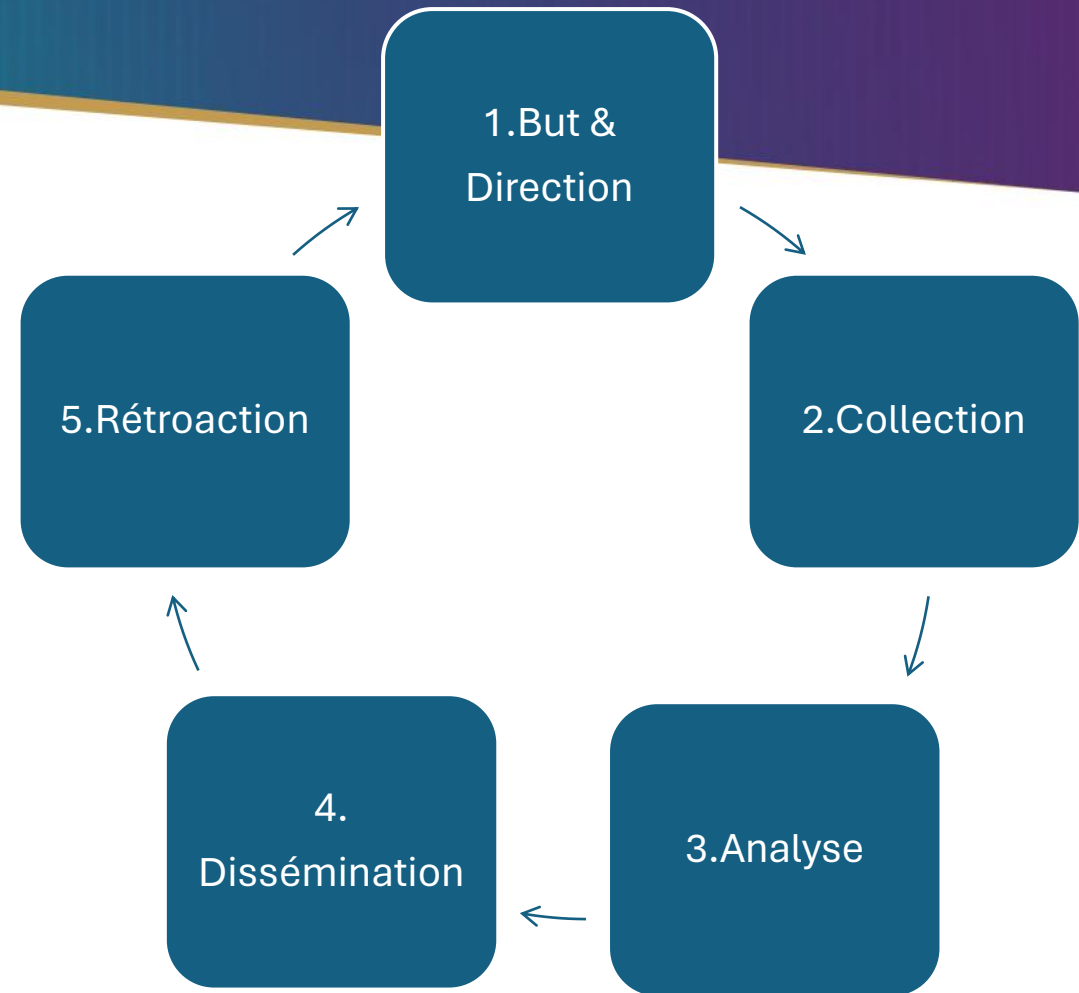 1.But &
Direction
2.Collection
3.Analyse
4.
Dissémination
5.Rétroaction